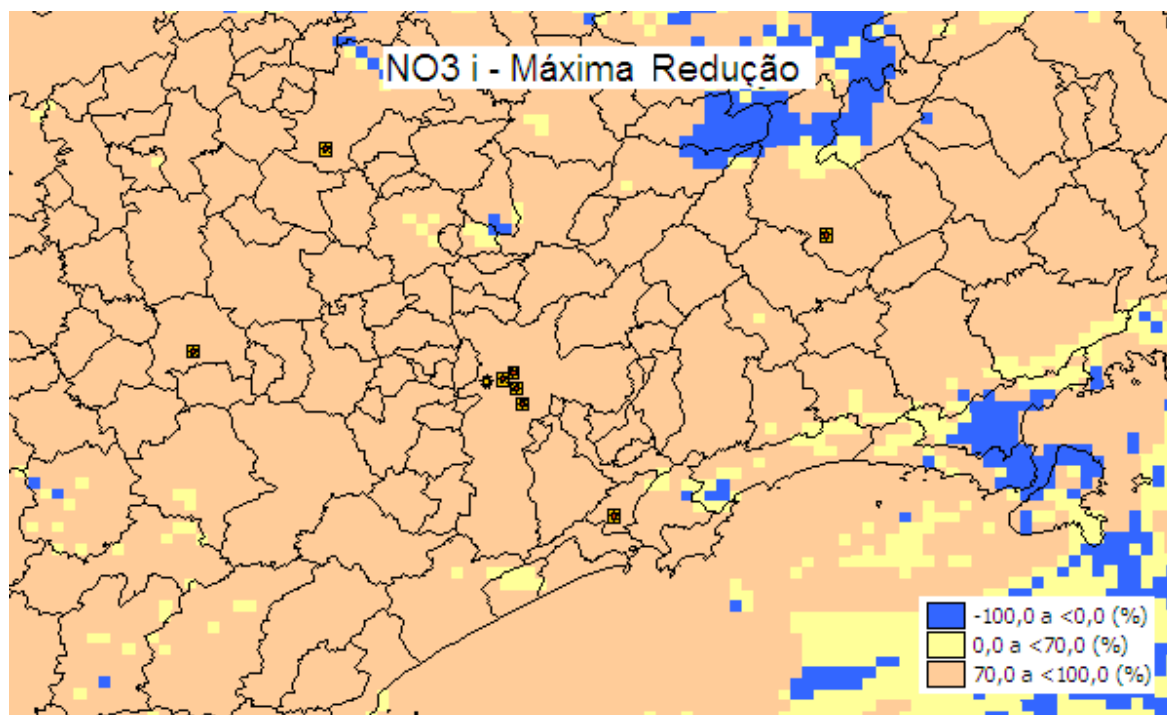 NO3 i - Máxima Redução
-100,0 a <0,0 (%)
0,0 a <70,0 (%)
70,0 a <100,0 (%)